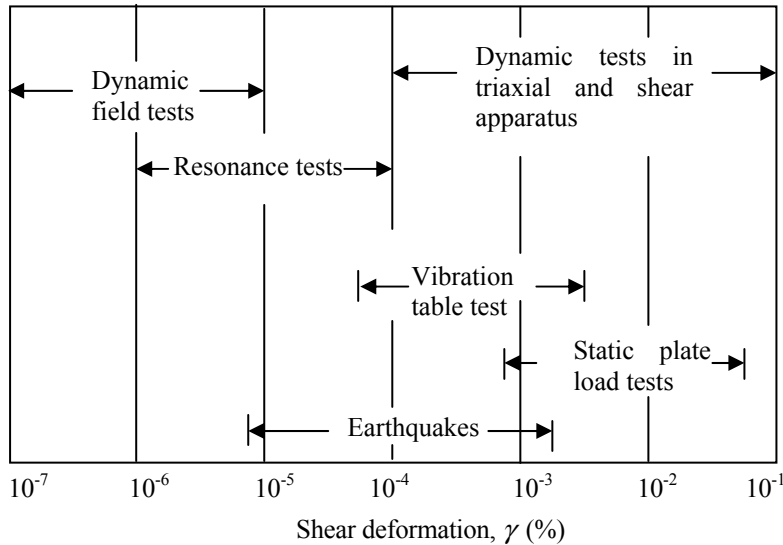 Dynamic
field tests
Dynamic tests in
triaxial and shear
apparatus
Resonance tests
Vibration
table test
Static plate
load tests
Earthquakes
10⁻⁷ 10⁻⁶ 10⁻⁵ 10⁻⁴ 10⁻³ 10⁻² 10⁻¹
Shear deformation, γ (%)